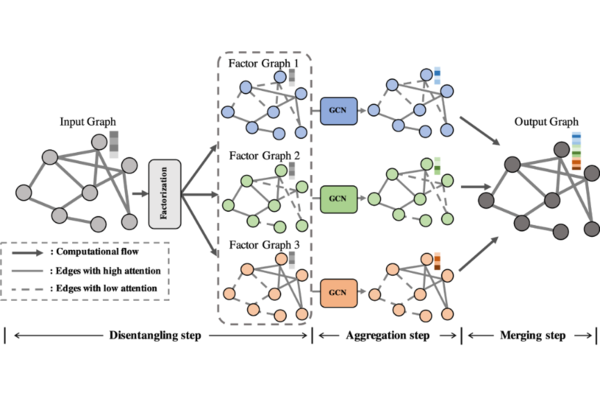 Factor Graph 1
Input Graph
GCN
Output Graph
Factorization
Factor Graph 2
GCN
Factor Graph 3
: Computational flow
: Edges with high attention
: Edges with low attention
GCN
Disentangling step
Aggregation step
Merging step